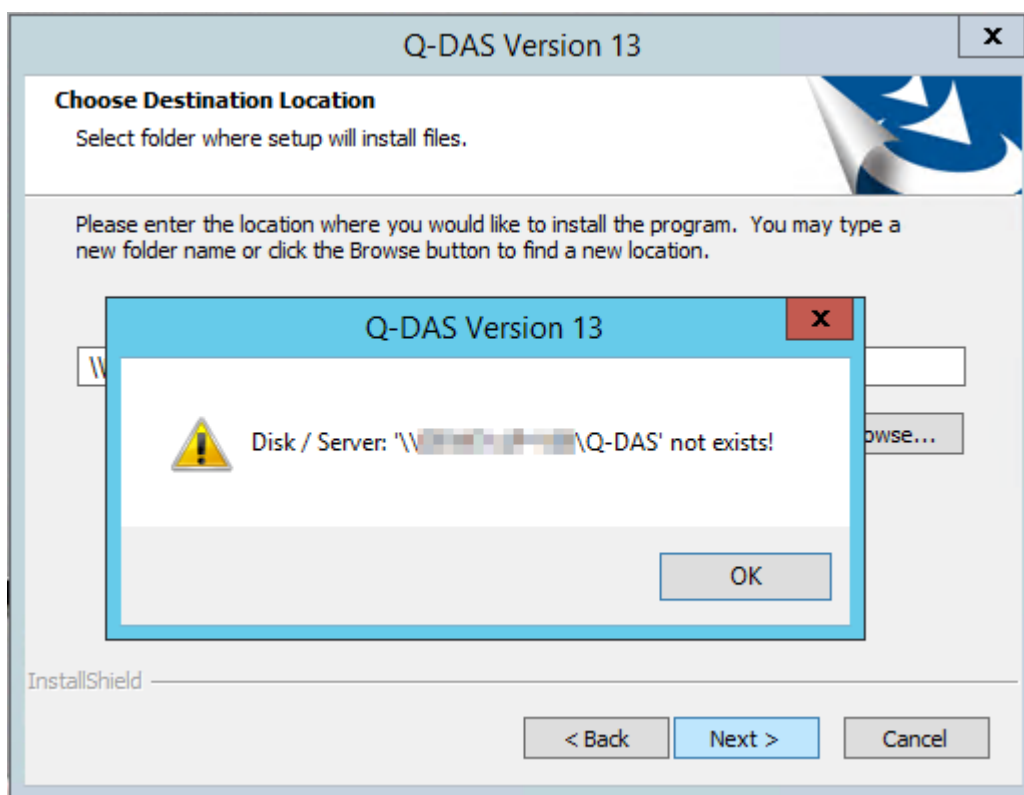 Q-DAS Version 13
x
Choose Destination Location
Select folder where setup will install files.
Please enter the location where you would like to install the program. You may type a
new folder name or click the Browse button to find a new location.
Q-DAS Version 13
x
\\
Disk / Server: '\\ \Q-DAS' not exists!
owse...
OK
InstallShield
< Back
Next >
Cancel